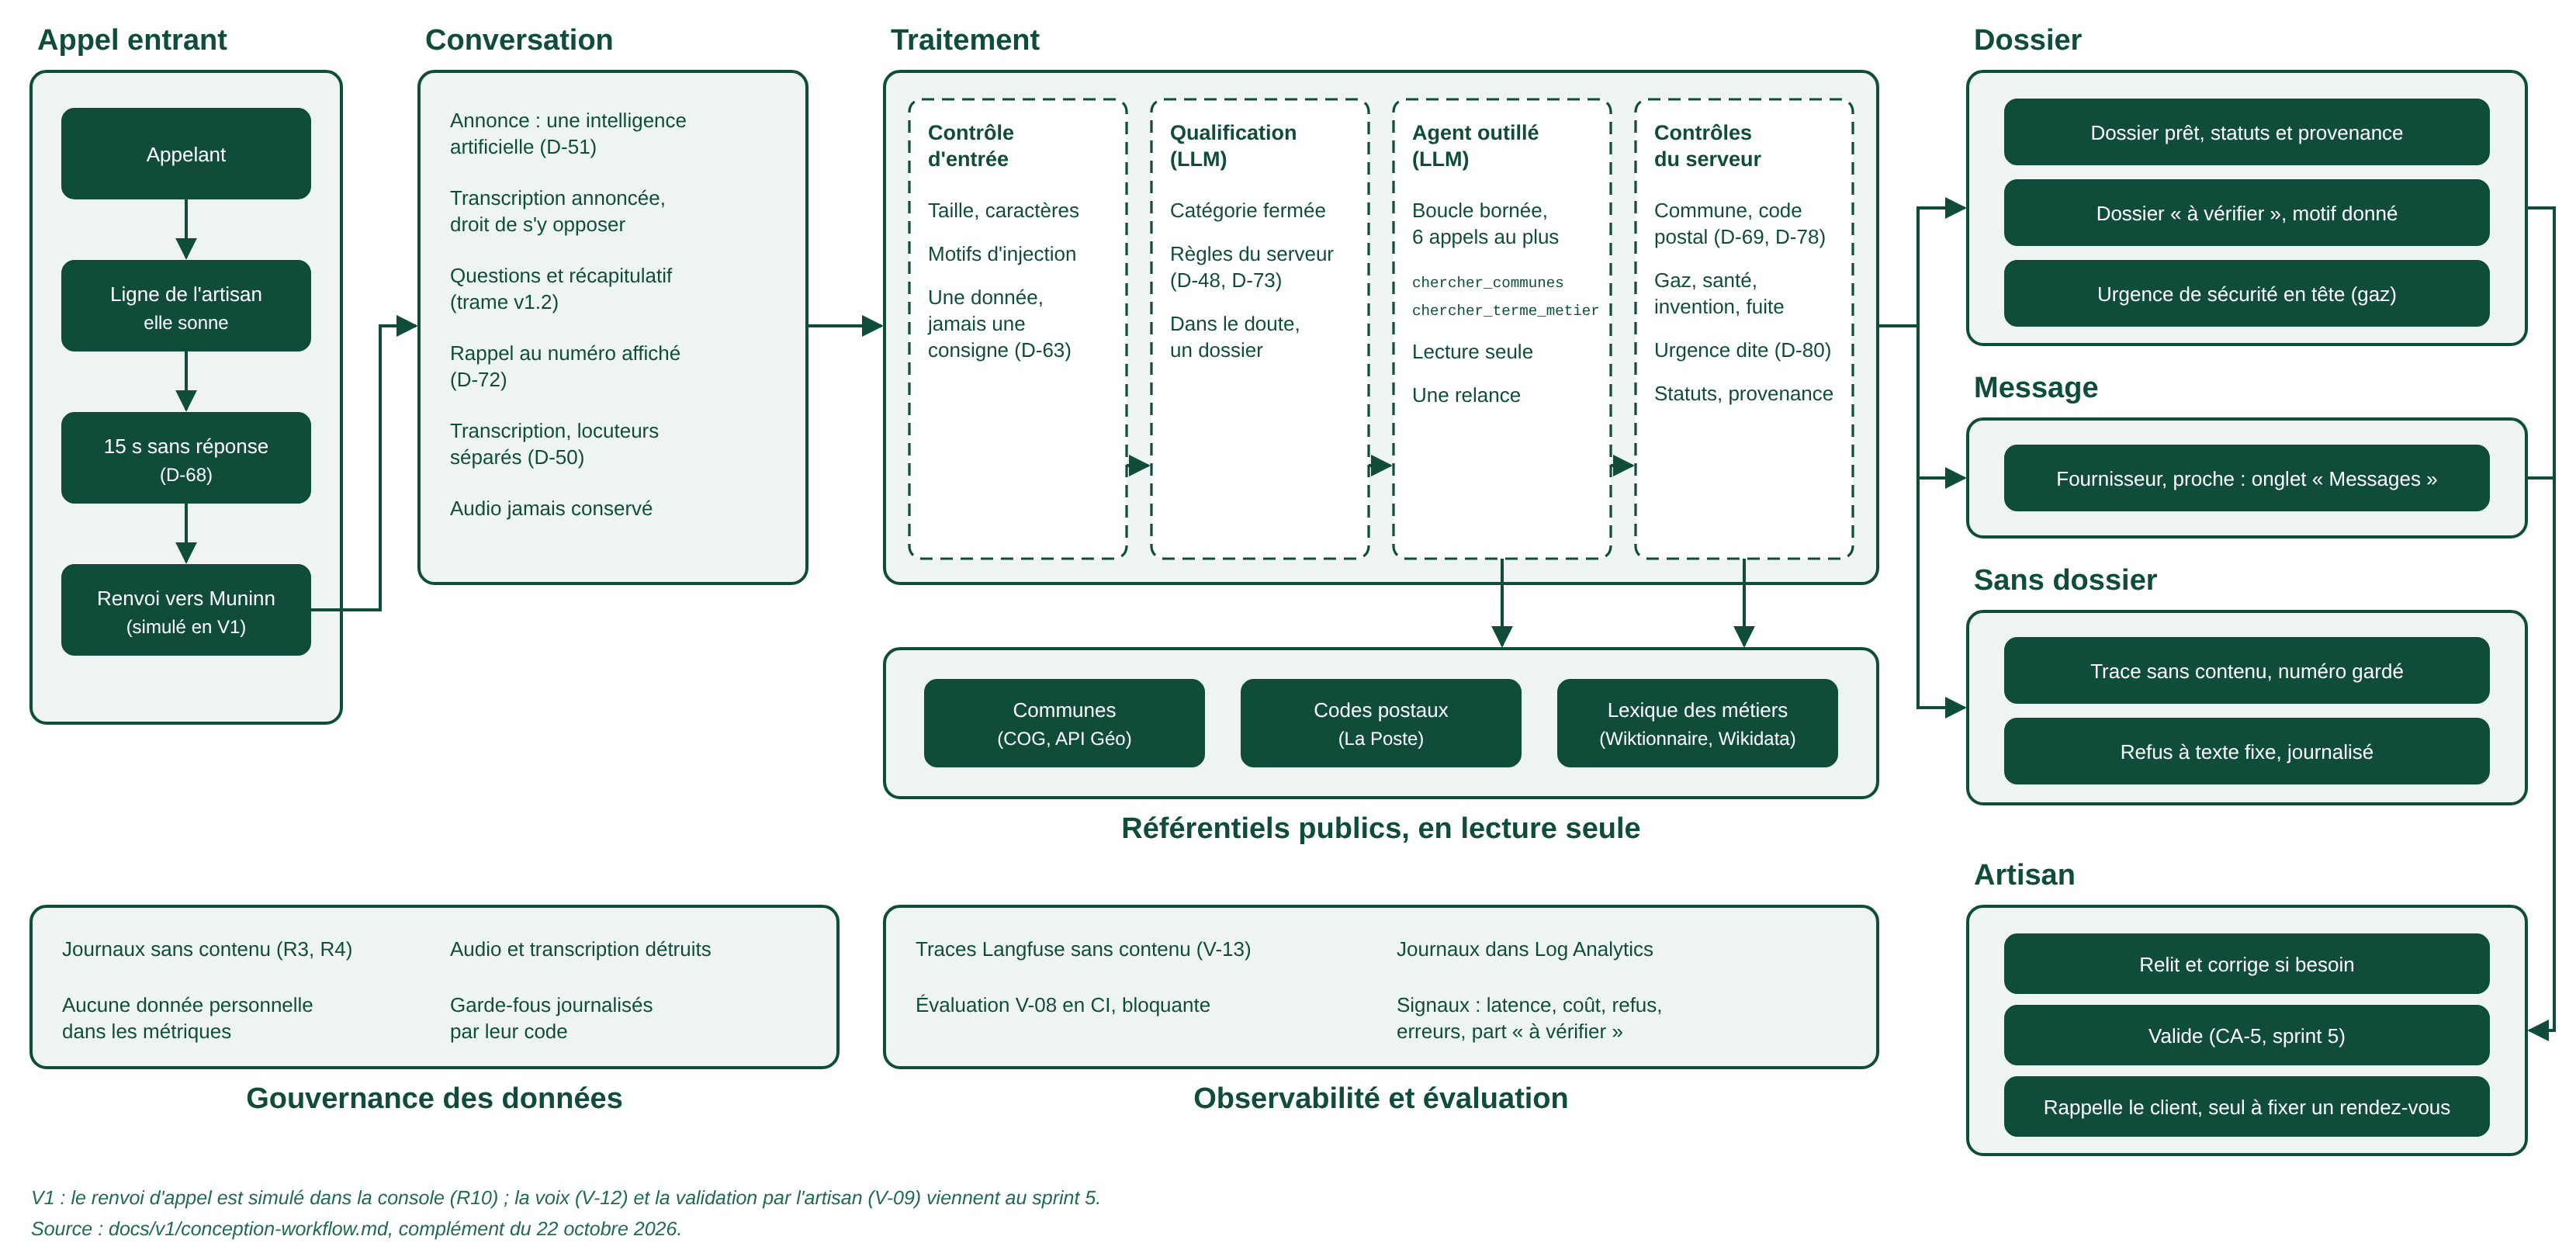 Appel entrant
Appelant
Ligne de l'artisan
elle sonne
15 s sans réponse
(D-68)
Renvoi vers Muninn
(simulé en V1)
Conversation
Annonce : une intelligence
artificielle (D-51)
Transcription annoncée,
droit de s'y opposer
Questions et récapitulatif
(trame v1.2)
Rappel au numéro affiché
(D-72)
Transcription, locuteurs
séparés (D-50)
Audio jamais conservé
Traitement
Contrôle
d'entrée
Taille, caractères
Motifs d'injection
Une donnée,
jamais une
consigne (D-63)
Qualification
(LLM)
Catégorie fermée
Règles du serveur
(D-48, D-73)
Dans le doute,
un dossier
Agent outillé
(LLM)
Boucle bornée,
6 appels au plus
chercher_communes
chercher_terme_metier
Lecture seule
Une relance
Contrôles
du serveur
Commune, code
postal (D-69, D-78)
Gaz, santé,
invention, fuite
Urgence dite (D-80)
Statuts, provenance
Communes
(COG, API Géo)
Codes postaux
(La Poste)
Lexique des métiers
(Wiktionnaire, Wikidata)
Référentiels publics, en lecture seule
Dossier
Dossier prêt, statuts et provenance
Dossier « à vérifier », motif donné
Urgence de sécurité en tête (gaz)
Message
Fournisseur, proche : onglet « Messages »
Sans dossier
Trace sans contenu, numéro gardé
Refus à texte fixe, journalisé
Artisan
Relit et corrige si besoin
Valide (CA-5, sprint 5)
Rappelle le client, seul à fixer un rendez-vous
Journaux sans contenu (R3, R4)
Aucune donnée personnelle
dans les métriques
Audio et transcription détruits
Garde-fous journalisés
par leur code
Gouvernance des données
Traces Langfuse sans contenu (V-13)
Évaluation V-08 en CI, bloquante
Journaux dans Log Analytics
Signaux : latence, coût, refus,
erreurs, part « à vérifier »
Observabilité et évaluation
V1 : le renvoi d'appel est simulé dans la console (R10) ; la voix (V-12) et la validation par l'artisan (V-09) viennent au sprint 5.
Source : docs/v1/conception-workflow.md, complément du 22 octobre 2026.